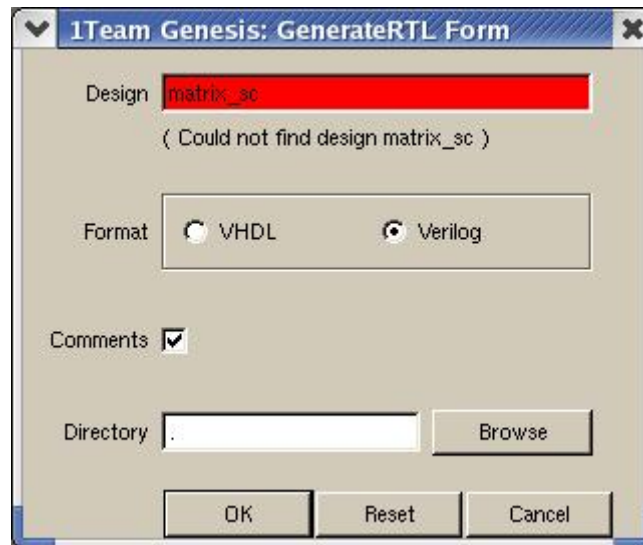 1Team Genesis: GenerateRTL Form
Design matrix_sc
( Could not find design matrix_sc )
Format VHDL Verilog
Comments
Directory . Browse
OK Reset Cancel